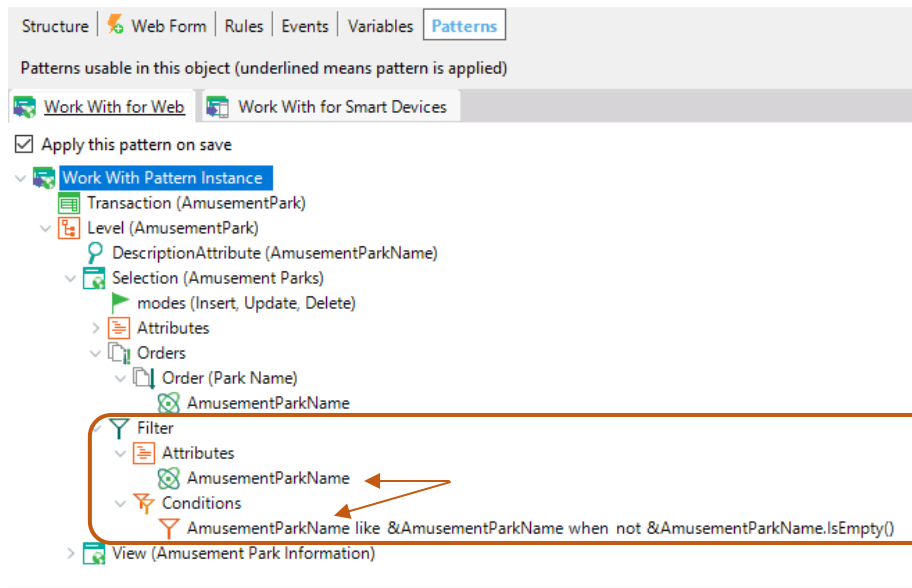 Structure Web Form Rules Events Variables Patterns
Patterns usable in this object (underlined means pattern is applied)
Work With for Web Work With for Smart Devices
Apply this pattern on save
Work With Pattern Instance
Transaction (AmusementPark)
Level (AmusementPark)
DescriptionAttribute (AmusementParkName)
Selection (Amusement Parks)
modes (Insert, Update, Delete)
Attributes
Orders
Order (Park Name)
AmusementParkName
Filter
Attributes
AmusementParkName
Conditions
AmusementParkName like &AmusementParkName when not &AmusementParkName.IsEmpty()
View (Amusement Park Information)